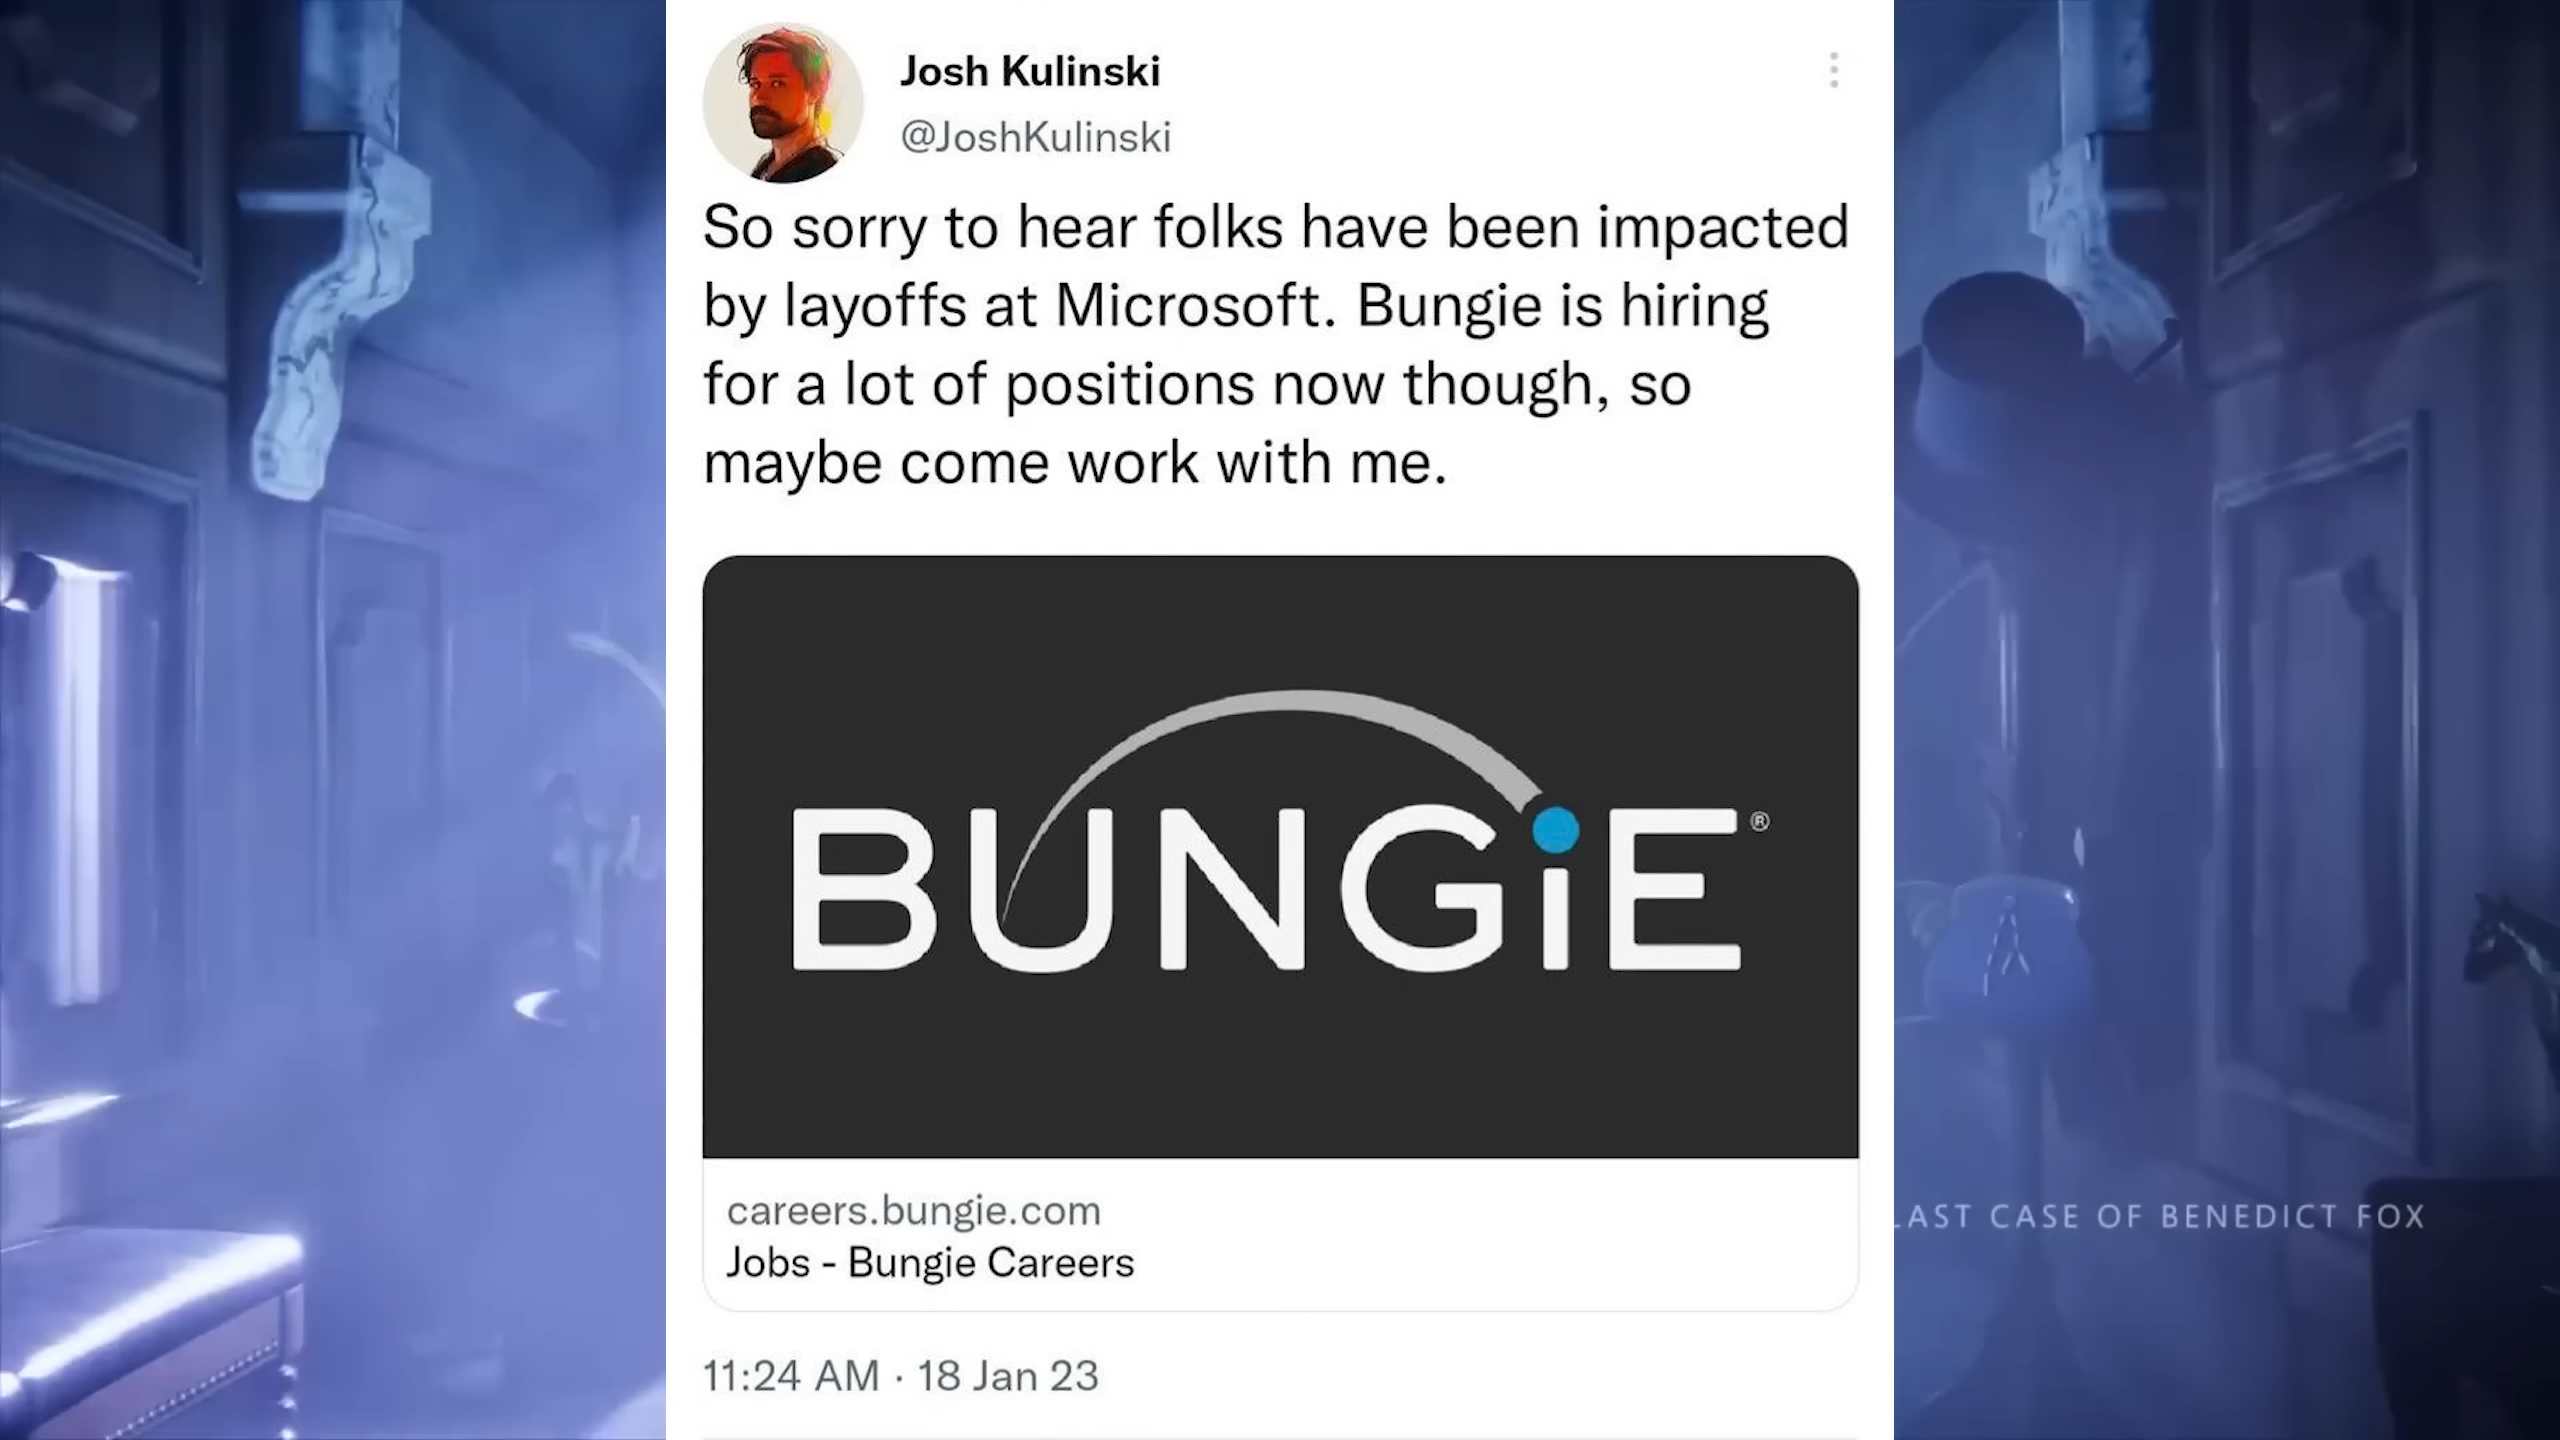 Josh Kulinski
@JoshKulinski
So sorry to hear folks have been impacted
by layoffs at Microsoft. Bungie is hiring
for a lot of positions now though, so
maybe come work with me.
BUNGiE®
careers.bungie.com
Jobs - Bungie Careers
LAST CASE OF BENEDICT FOX
11:24 AM · 18 Jan 23